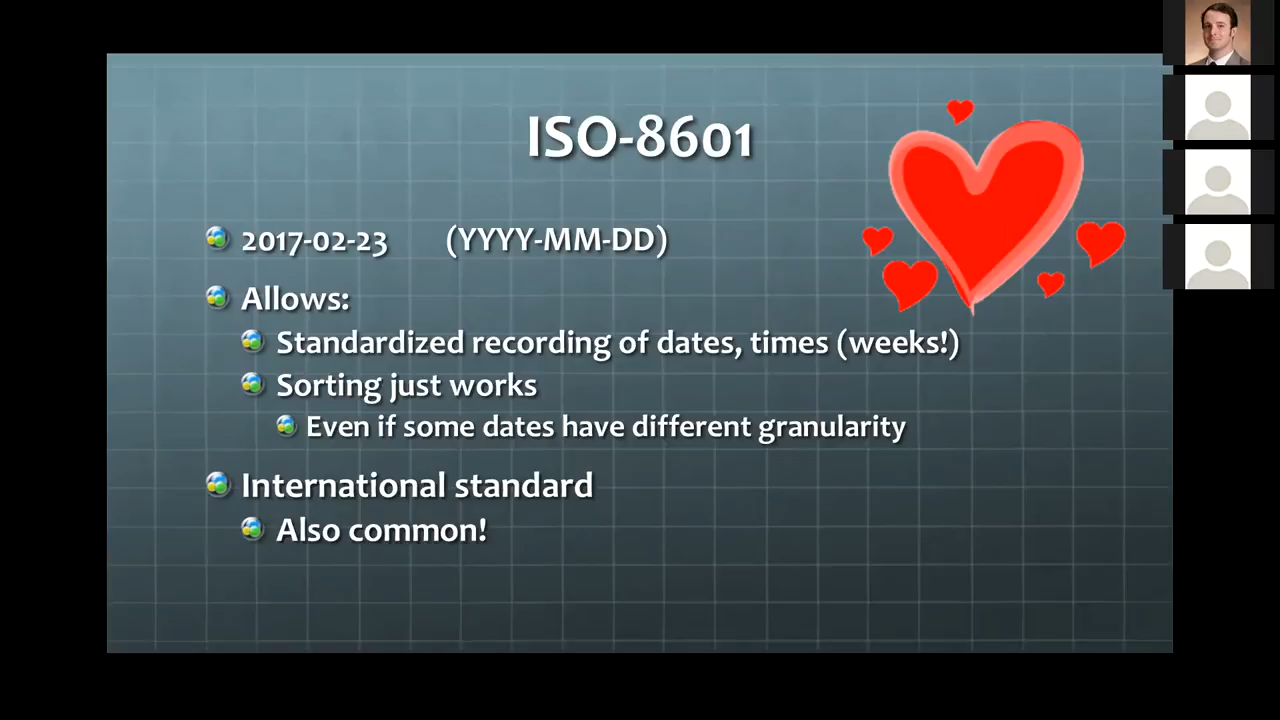 ISO-8601
2017-02-23 (YYYY-MM-DD)
Allows:
Standardized recording of dates, times (weeks!)
Sorting just works
Even if some dates have different granularity
International standard
Also common!